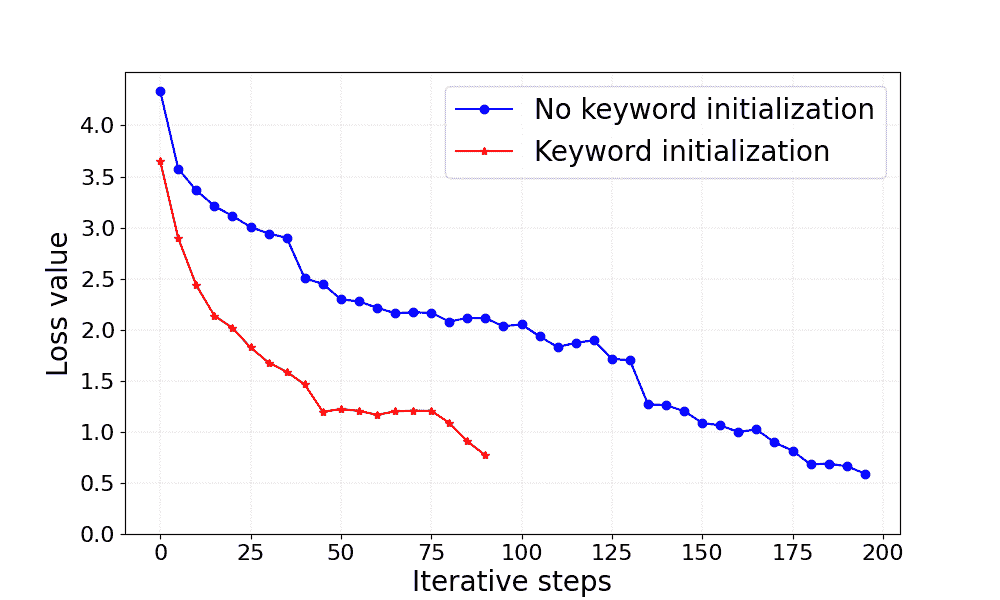 No keyword initialization
Keyword initialization
4.0
3.5
3.0
2.5
2.0
1.5
1.0
0.5
0.0
Loss value
0 25 50 75 100 125 150 175 200
Iterative steps